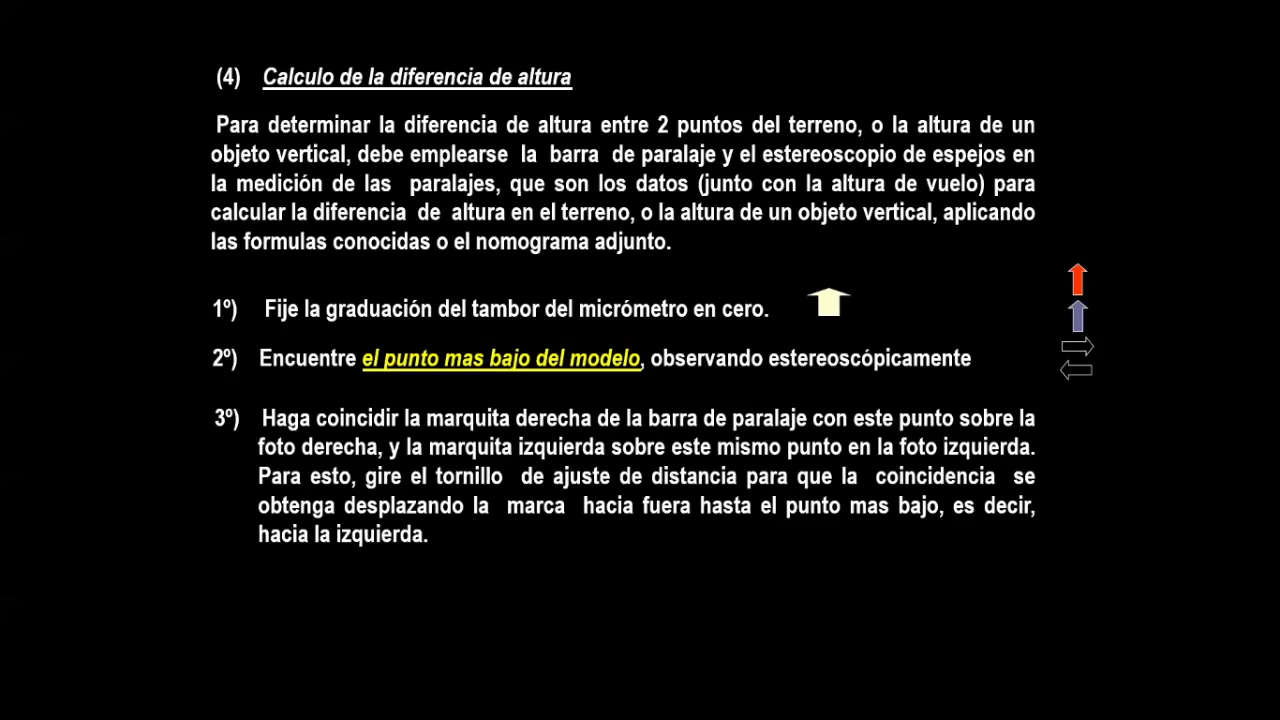 (4) Calculo de la diferencia de altura
Para determinar la diferencia de altura entre 2 puntos del terreno, o la altura de un
objeto vertical, debe emplearse la barra de paralaje y el estereoscopio de espejos en
la medición de las paralajes, que son los datos (junto con la altura de vuelo) para
calcular la diferencia de altura en el terreno, o la altura de un objeto vertical, aplicando
las formulas conocidas o el nomograma adjunto.
1º) Fije la graduación del tambor del micrómetro en cero.
2º) Encuentre el punto mas bajo del modelo, observando estereoscópicamente
3º) Haga coincidir la marquita derecha de la barra de paralaje con este punto sobre la
foto derecha, y la marquita izquierda sobre este mismo punto en la foto izquierda.
Para esto, gire el tornillo de ajuste de distancia para que la coincidencia se
obtenga desplazando la marca hacia fuera hasta el punto mas bajo, es decir,
hacia la izquierda.